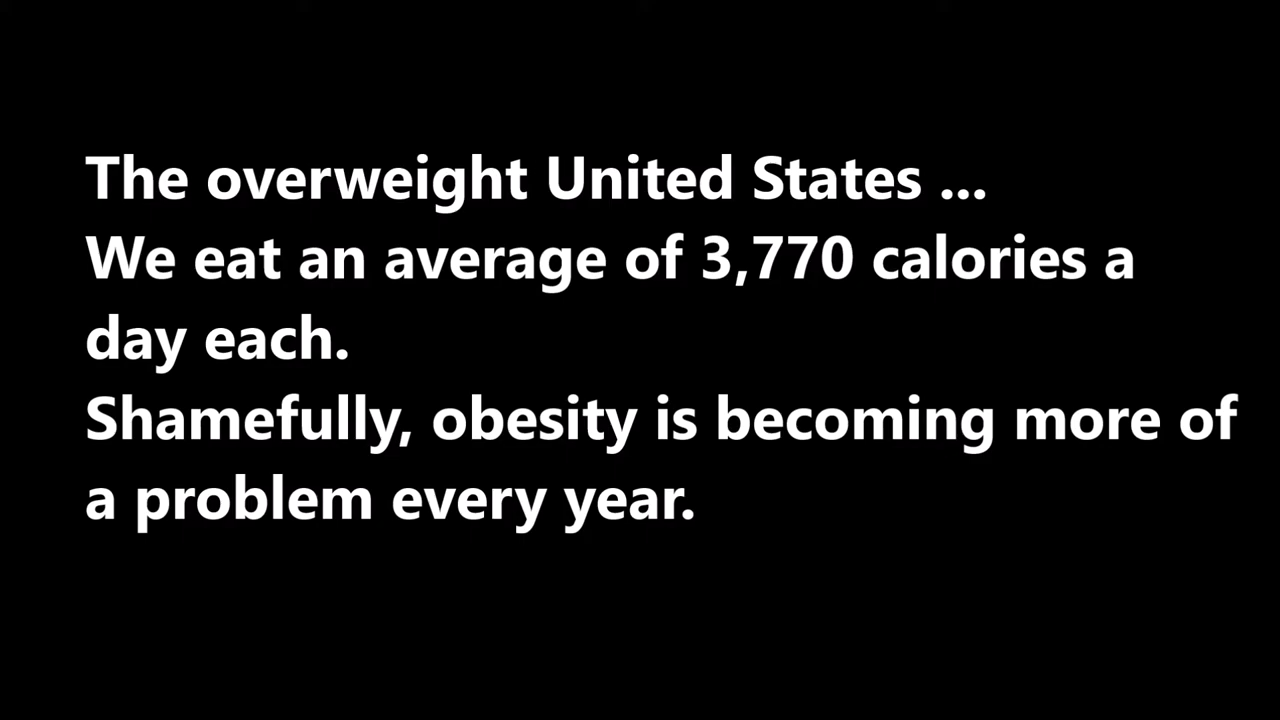 The overweight United States ...
We eat an average of 3,770 calories a
day each.
Shamefully, obesity is becoming more of
a problem every year.